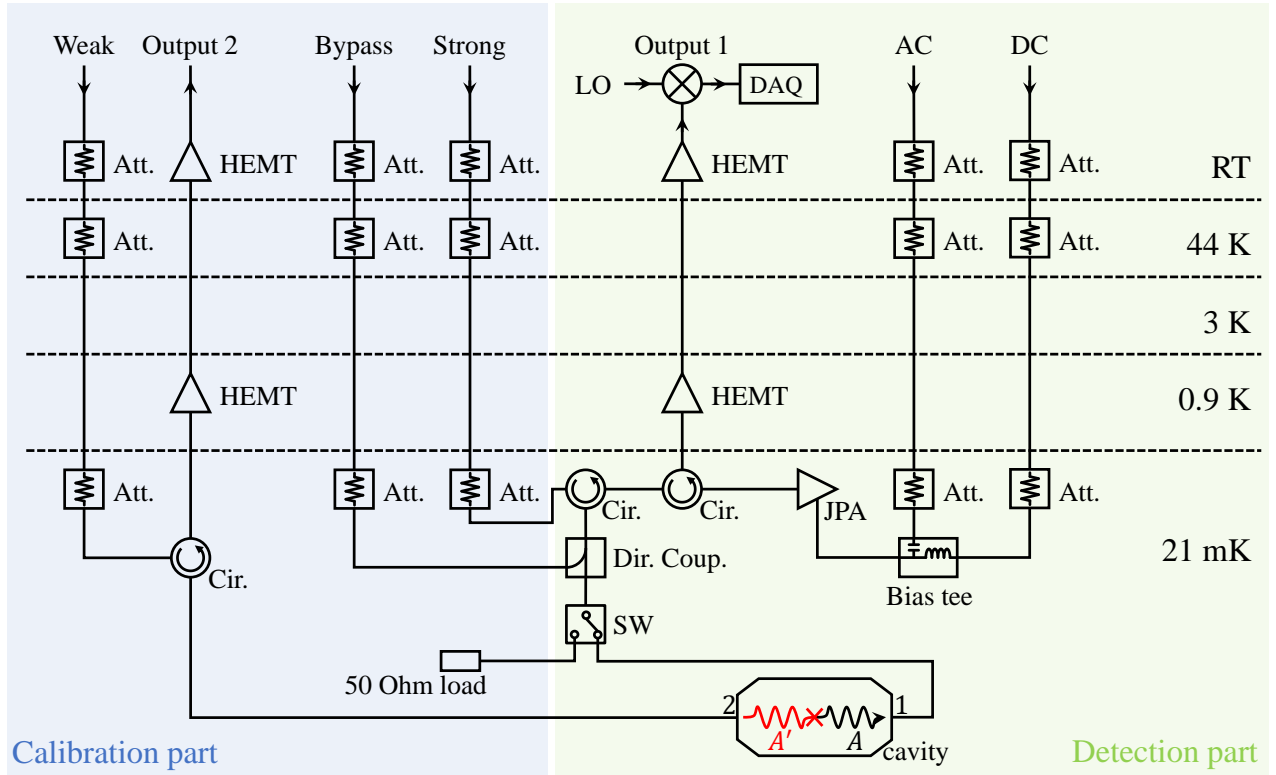 Weak Output 2 Bypass Strong Output 1 AC DC
LO DAQ
Att. HEMT Att. Att. HEMT Att. Att. RT
Att. Att. Att. Att. Att. 44 K
3 K
HEMT HEMT 0.9 K
Att. Att. Att. Cir. Cir. JPA Att. Att.
Cir. Dir. Coup. Bias tee 21 mK
SW
50 Ohm load
2 A' A 1
cavity
Calibration part Detection part